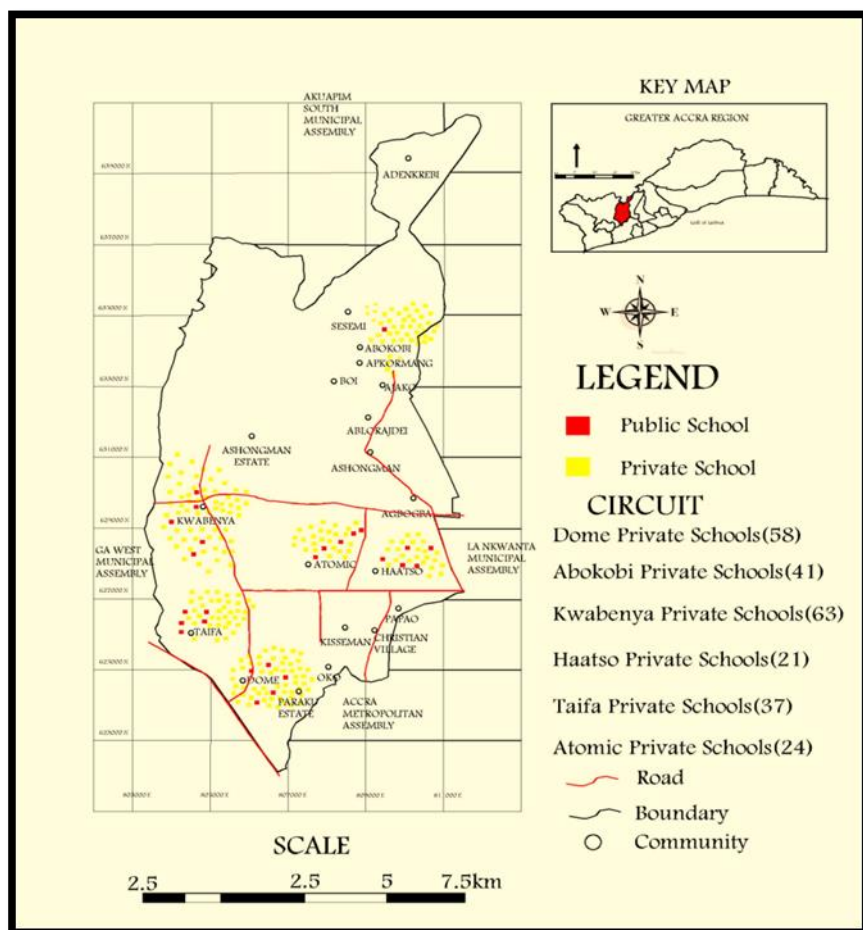 AKUAPIM
SOUTH
MUNICIPAL
ASSEMBLY
ADENKREBI
SESEMI
ABOKOBI
APKORMANG
BOI
AJAKO
ABLORAJDEI
ASHONGMAN
ESTATE
ASHONGMAN
AGBOGBA
KWABENYA
GA WEST
MUNICIPAL
ASSEMBLY
ATOMIC
HAATSO
LA NKWANTA
MUNICIPAL
ASSEMBLY
TAIFA
PAPAO
KISSEMAN
CHRISTIAN
VILLAGE
DOME
PARAKU
ESTATE
ACCRA
METROPOLITAN
ASSEMBLY
SCALE
2.5
2.5
5
7.5km
KEY MAP
GREATER ACCRA REGION
N
W
E
S
LEGEND
Public School
Private School
CIRCUIT
Dome Private Schools(58)
Abokobi Private Schools(41)
Kwabenya Private Schools(63)
Haatso Private Schools(21)
Taifa Private Schools(37)
Atomic Private Schools(24)
Road
Boundary
Community